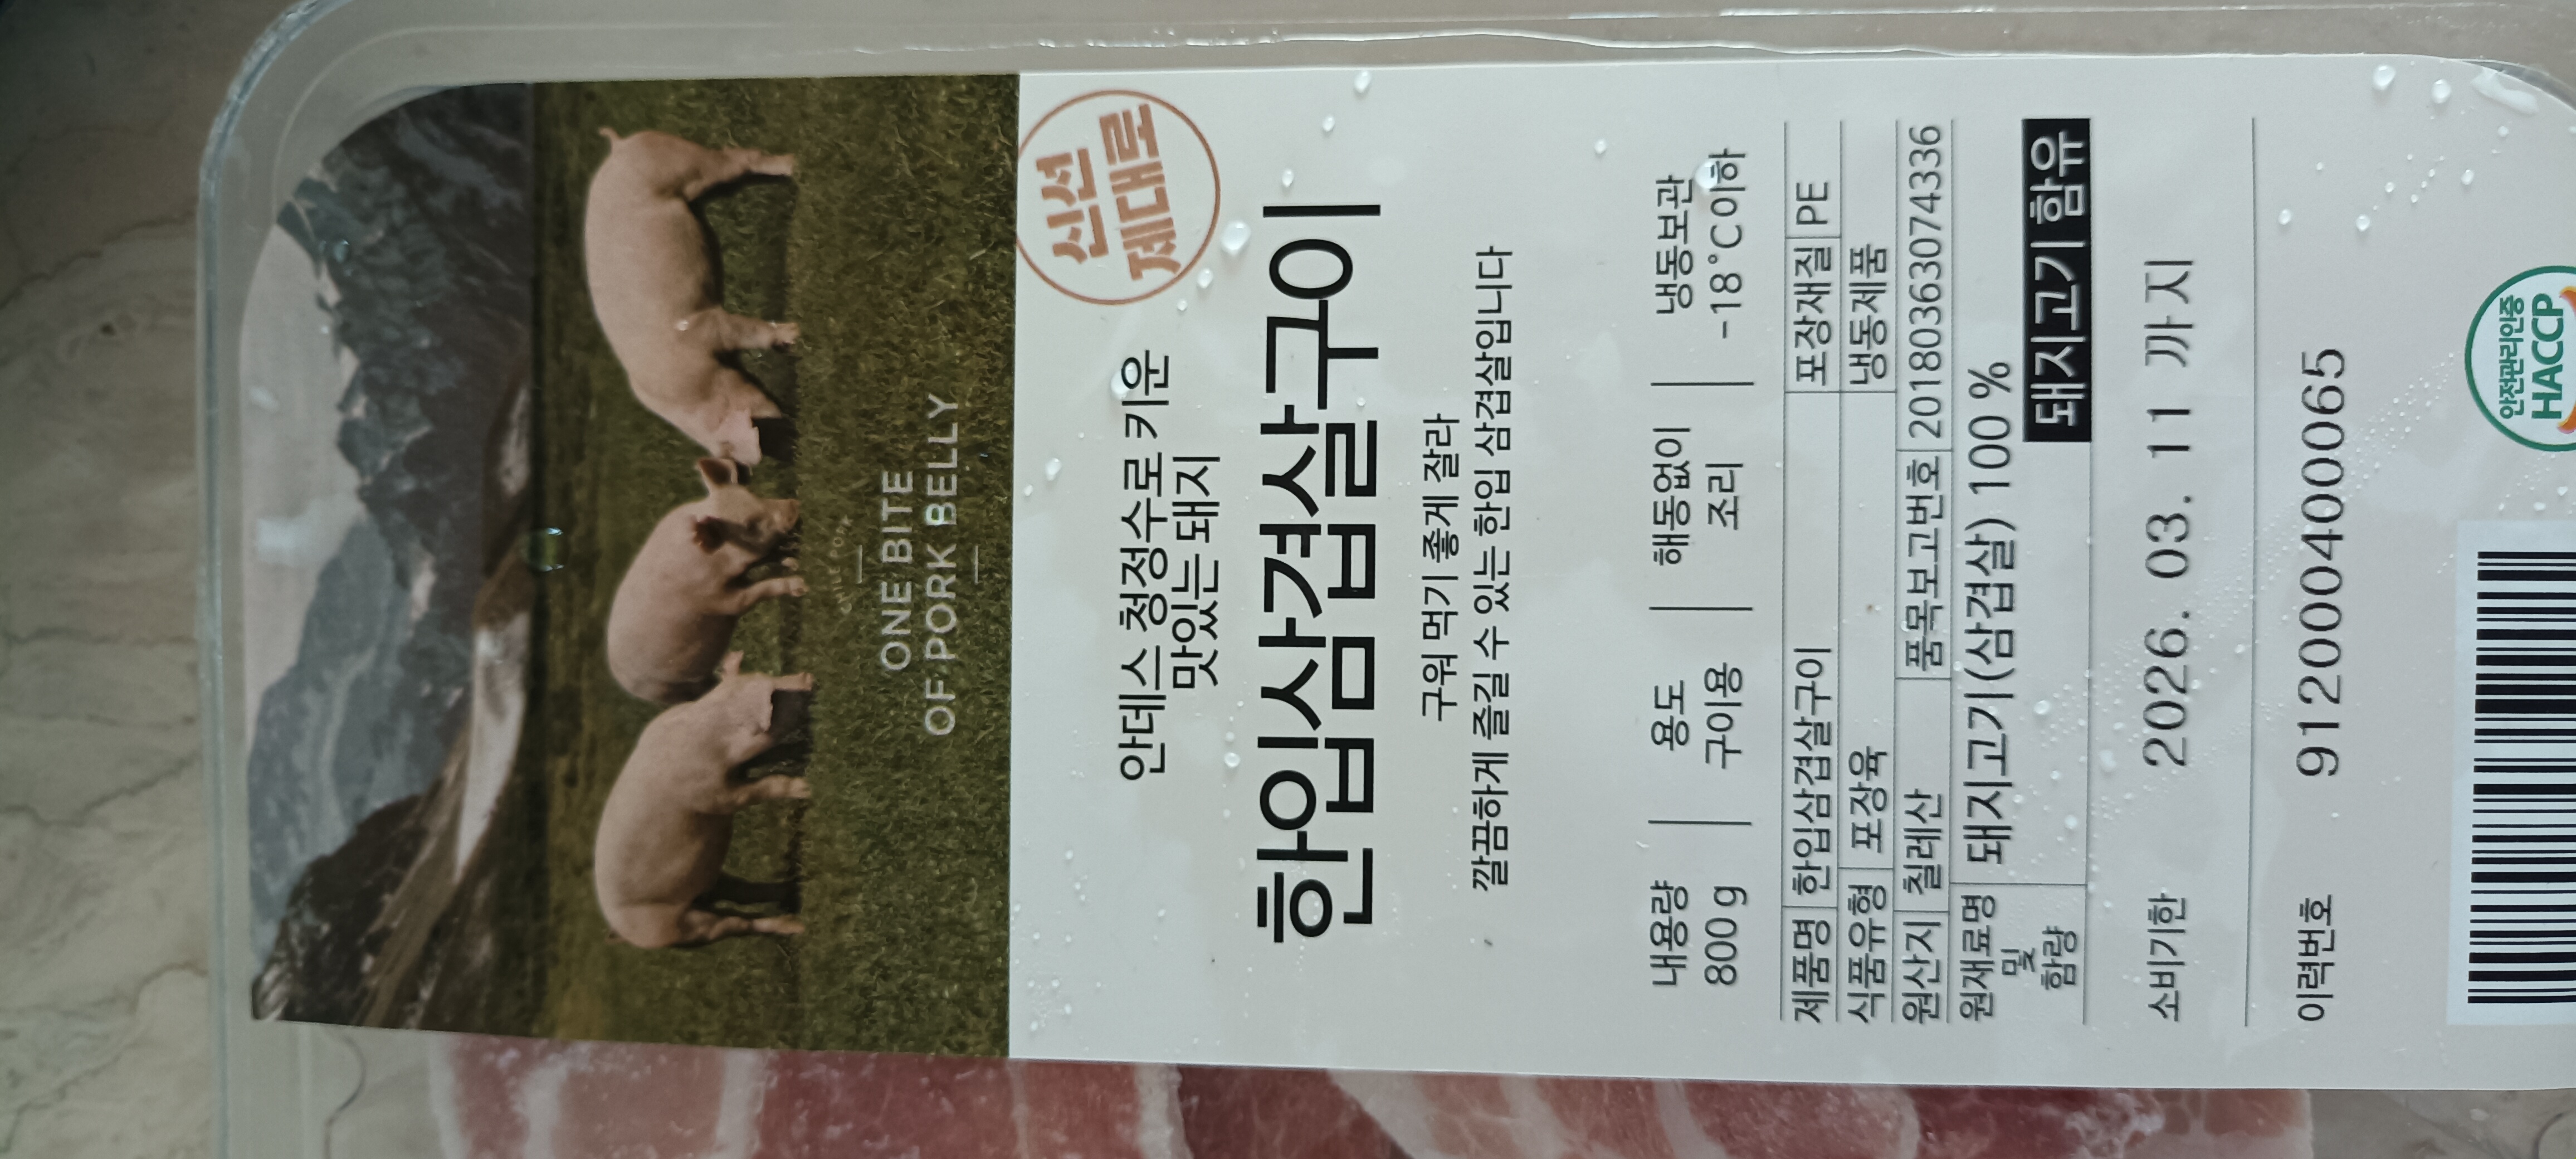 ONE BITE
OF PORK BELLY
신선
제대로
안데스 청정수로 키운
맛있는 돼지
한입삼겹살구이
구워 먹기 좋게 잘라
깔끔하게 즐길 수 있는 한입 삼겹살입니다
내용량 용도 해동없이 냉동보관
800g 구이용 조리 -18°C이하
제품명 한입삼겹살구이 포장재질 PE
식품유형 포장육 냉동제품
원산지 칠레산 품목보고번호 20180363074336
원재료명 및 함량 돼지고기(삼겹살) 100 %
돼지고기 함유
소비기한 2026. 03. 11 까지
이력번호 912000400065
안전관리인증
HACCP